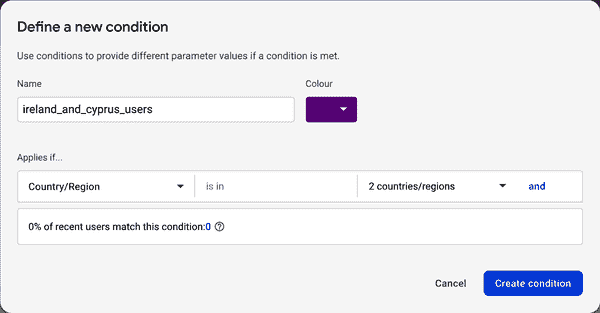 Define a new condition
Use conditions to provide different parameter values if a condition is met.
Name
Colour
ireland_and_cyprus_users
Applies if...
Country/Region is in 2 countries/regions and
0% of recent users match this condition:0
Cancel Create condition